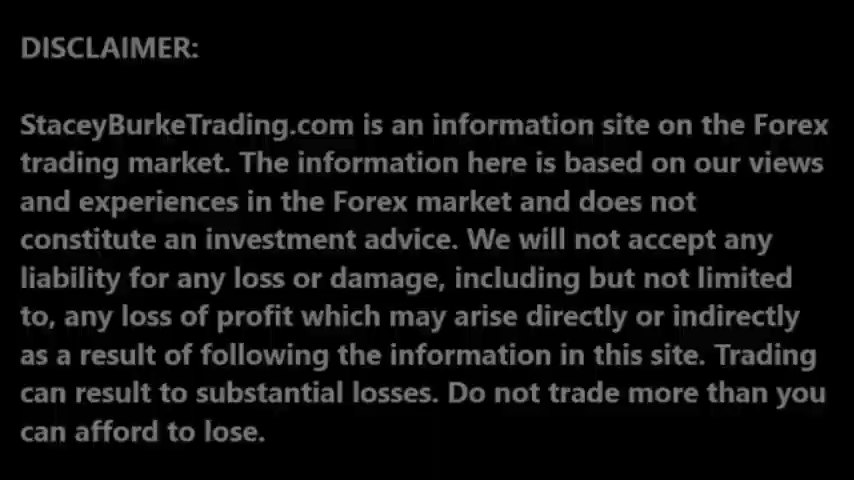 DISCLAIMER:
StaceyBurkeTrading.com is an information site on the Forex
trading market. The information here is based on our views
and experiences in the Forex market and does not
constitute an investment advice. We will not accept any
liability for any loss or damage, including but not limited
to, any loss of profit which may arise directly or indirectly
as a result of following the information in this site. Trading
can result to substantial losses. Do not trade more than you
can afford to lose.